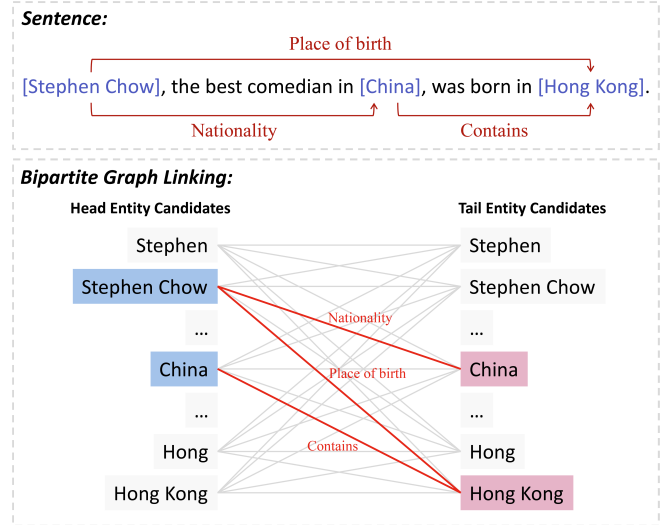 Sentence:
Place of birth
[Stephen Chow], the best comedian in [China], was born in [Hong Kong].
Nationality Contains
Bipartite Graph Linking:
Head Entity Candidates Tail Entity Candidates
Stephen Stephen
Stephen Chow Stephen Chow
Nationality
... ...
China China
Place of birth
... ...
Contains
Hong Hong
Hong Kong Hong Kong